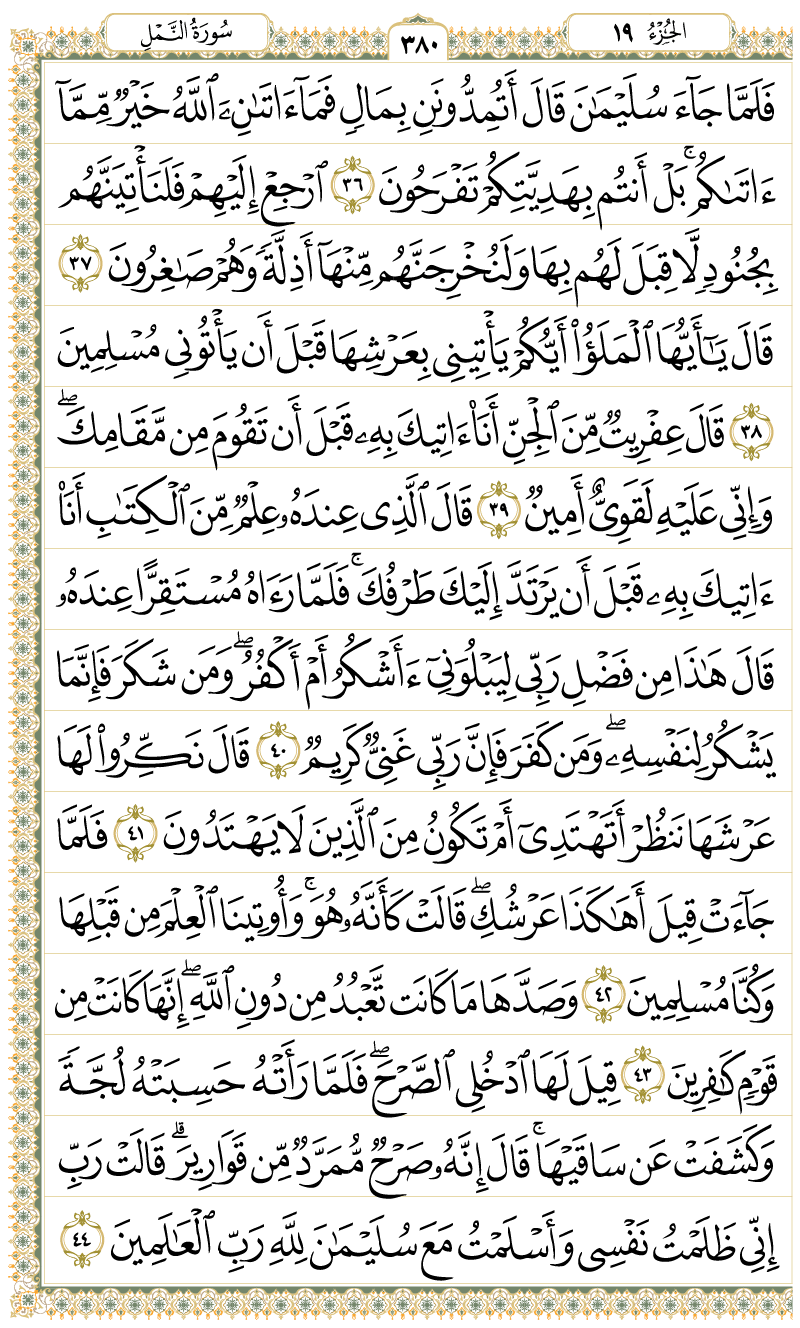 الجُزْءُ ١٩
٣٨٠
سُورَةُ النَّمْلِ
فَلَمَّا جَآءَ سُلَيْمَٰنَ قَالَ أَتُمِدُّونَنِ بِمَالٍ فَمَآ ءَاتَىٰنِۦَ ٱللَّهُ خَيْرٌ مِّمَّآ
ءَاتَىٰكُمۚ بَلْ أَنتُم بِهَدِيَّتِكُمْ تَفْرَحُونَ ٣٦ ٱرْجِعْ إِلَيْهِمْ فَلَنَأْتِيَنَّهُم
بِجُنُودٍ لَّا قِبَلَ لَهُم بِهَا وَلَنُخْرِجَنَّهُم مِّنْهَآ أَذِلَّةً وَهُمْ صَٰغِرُونَ ٣٧
قَالَ يَٰٓأَيُّهَا ٱلْمَلَؤُا۟ أَيُّكُمْ يَأْتِينِى بِعَرْشِهَا قَبْلَ أَن يَأْتُونِى مُسْلِمِينَ
٣٨ قَالَ عِفْرِيتٌ مِّنَ ٱلْجِنِّ أَنَا۠ ءَاتِيكَ بِهِۦ قَبْلَ أَن تَقُومَ مِن مَّقَامِكَۖ
وَإِنِّى عَلَيْهِ لَقَوِىٌّ أَمِينٌ ٣٩ قَالَ ٱلَّذِى عِندَهُۥ عِلْمٌ مِّنَ ٱلْكِتَٰبِ أَنَا۠
ءَاتِيكَ بِهِۦ قَبْلَ أَن يَرْتَدَّ إِلَيْكَ طَرْفُكَۚ فَلَمَّا رَءَاهُ مُسْتَقِرًّا عِندَهُۥ
قَالَ هَٰذَا مِن فَضْلِ رَبِّى لِيَبْلُوَنِىٓ ءَأَشْكُرُ أَمْ أَكْفُرُۖ وَمَن شَكَرَ فَإِنَّمَا
يَشْكُرُ لِنَفْسِهِۦۖ وَمَن كَفَرَ فَإِنَّ رَبِّى غَنِىٌّ كَرِيمٌ ٤٠ قَالَ نَكِّرُوا۟ لَهَا
عَرْشَهَا نَنظُرْ أَتَهْتَدِىٓ أَمْ تَكُونُ مِنَ ٱلَّذِينَ لَا يَهْتَدُونَ ٤١ فَلَمَّا
جَآءَتْ قِيلَ أَهَٰكَذَا عَرْشُكِۖ قَالَتْ كَأَنَّهُۥ هُوَۚ وَأُوتِينَا ٱلْعِلْمَ مِن قَبْلِهَا
وَكُنَّا مُسْلِمِينَ ٤٢ وَصَدَّهَا مَا كَانَت تَّعْبُدُ مِن دُونِ ٱللَّهِۖ إِنَّهَا كَانَتْ مِن
قَوْمٍ كَٰفِرِينَ ٤٣ قِيلَ لَهَا ٱدْخُلِى ٱلصَّرْحَۖ فَلَمَّا رَأَتْهُ حَسِبَتْهُ لُجَّةً
وَكَشَفَتْ عَن سَاقَيْهَاۚ قَالَ إِنَّهُۥ صَرْحٌ مُّمَرَّدٌ مِّن قَوَارِيرَۗ قَالَتْ رَبِّ
إِنِّى ظَلَمْتُ نَفْسِى وَأَسْلَمْتُ مَعَ سُلَيْمَٰنَ لِلَّهِ رَبِّ ٱلْعَٰلَمِينَ ٤٤